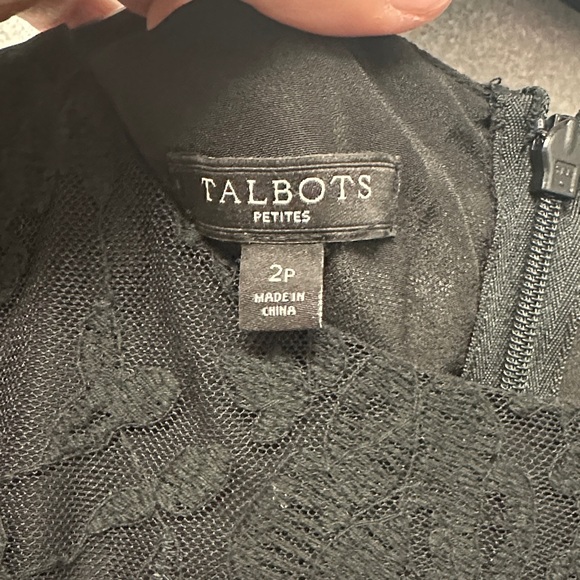 TALBOTS
PETITES
2P
MADE IN
CHINA